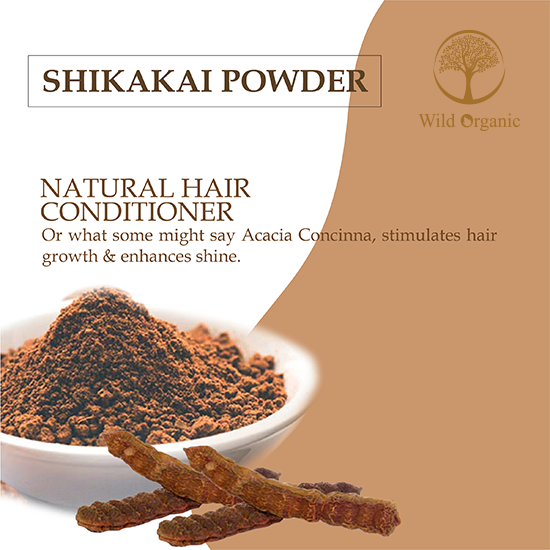 SHIKAKAI POWDER
Wild Organic
NATURAL HAIR
CONDITIONER
Or what some might say Acacia Concinna, stimulates hair
growth & enhances shine.